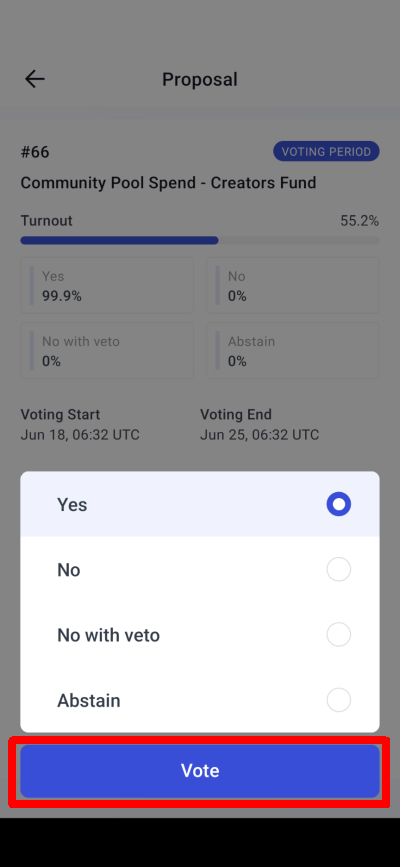 Proposal
#66
VOTING PERIOD
Community Pool Spend - Creators Fund
Turnout
55.2%
Yes
99.9%
No
0%
No with veto
0%
Abstain
0%
Voting Start
Jun 18, 06:32 UTC
Voting End
Jun 25, 06:32 UTC
Yes
No
No with veto
Abstain
Vote